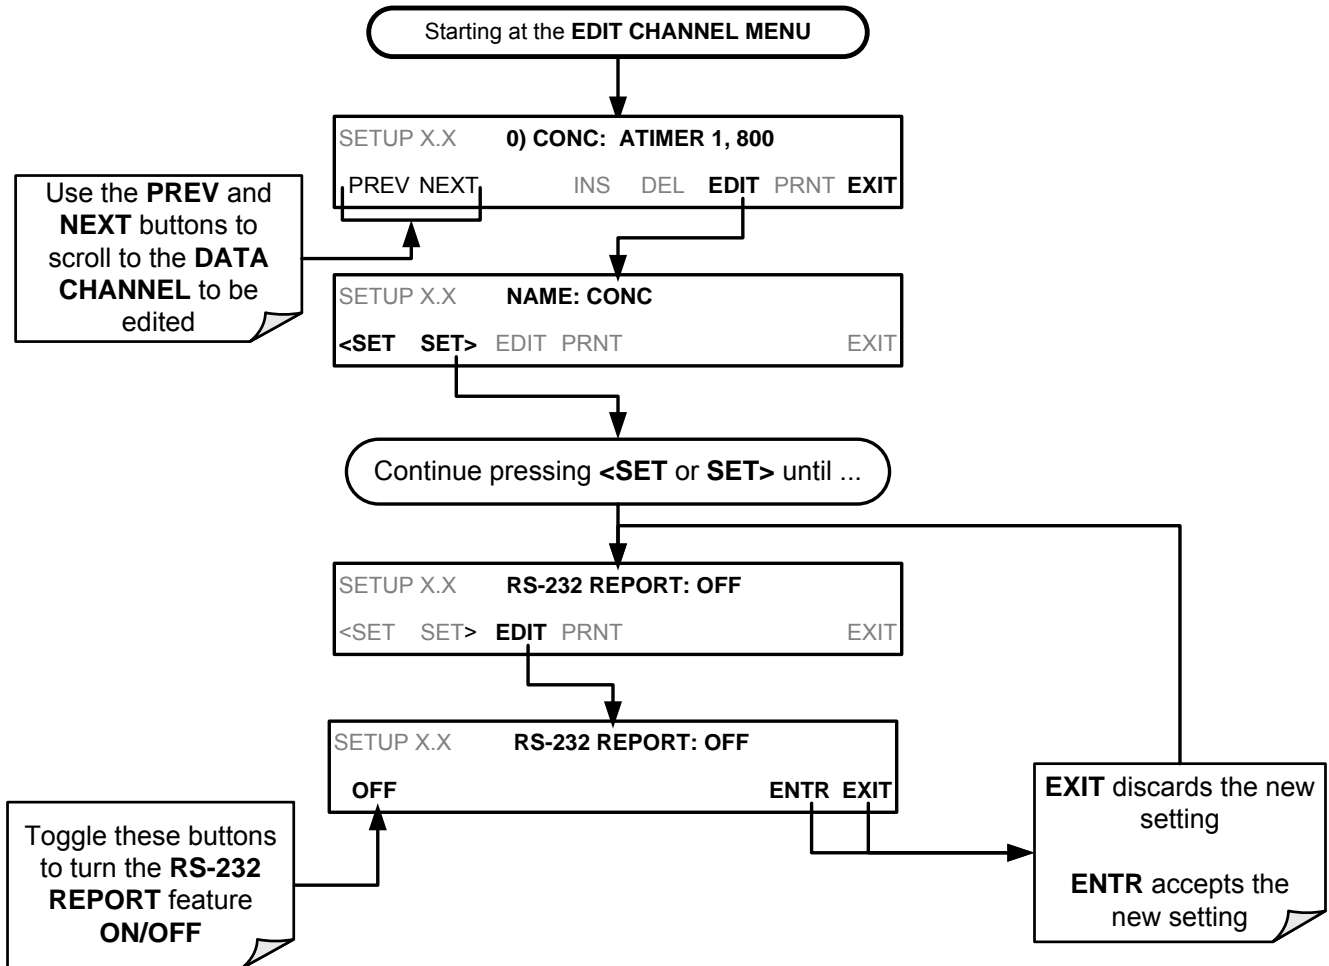 Starting at the EDIT CHANNEL MENU
SETUP X.X 0) CONC: ATIMER 1, 800
PREV NEXT INS DEL EDIT PRNT EXIT
Use the PREV and
NEXT buttons to
scroll to the DATA
CHANNEL to be
edited
SETUP X.X NAME: CONC
<SET SET> EDIT PRNT EXIT
Continue pressing <SET or SET> until ...
SETUP X.X RS-232 REPORT: OFF
<SET SET> EDIT PRNT EXIT
SETUP X.X RS-232 REPORT: OFF
OFF ENTR EXIT
Toggle these buttons
to turn the RS-232
REPORT feature
ON/OFF
EXIT discards the new
setting
ENTR accepts the
new setting